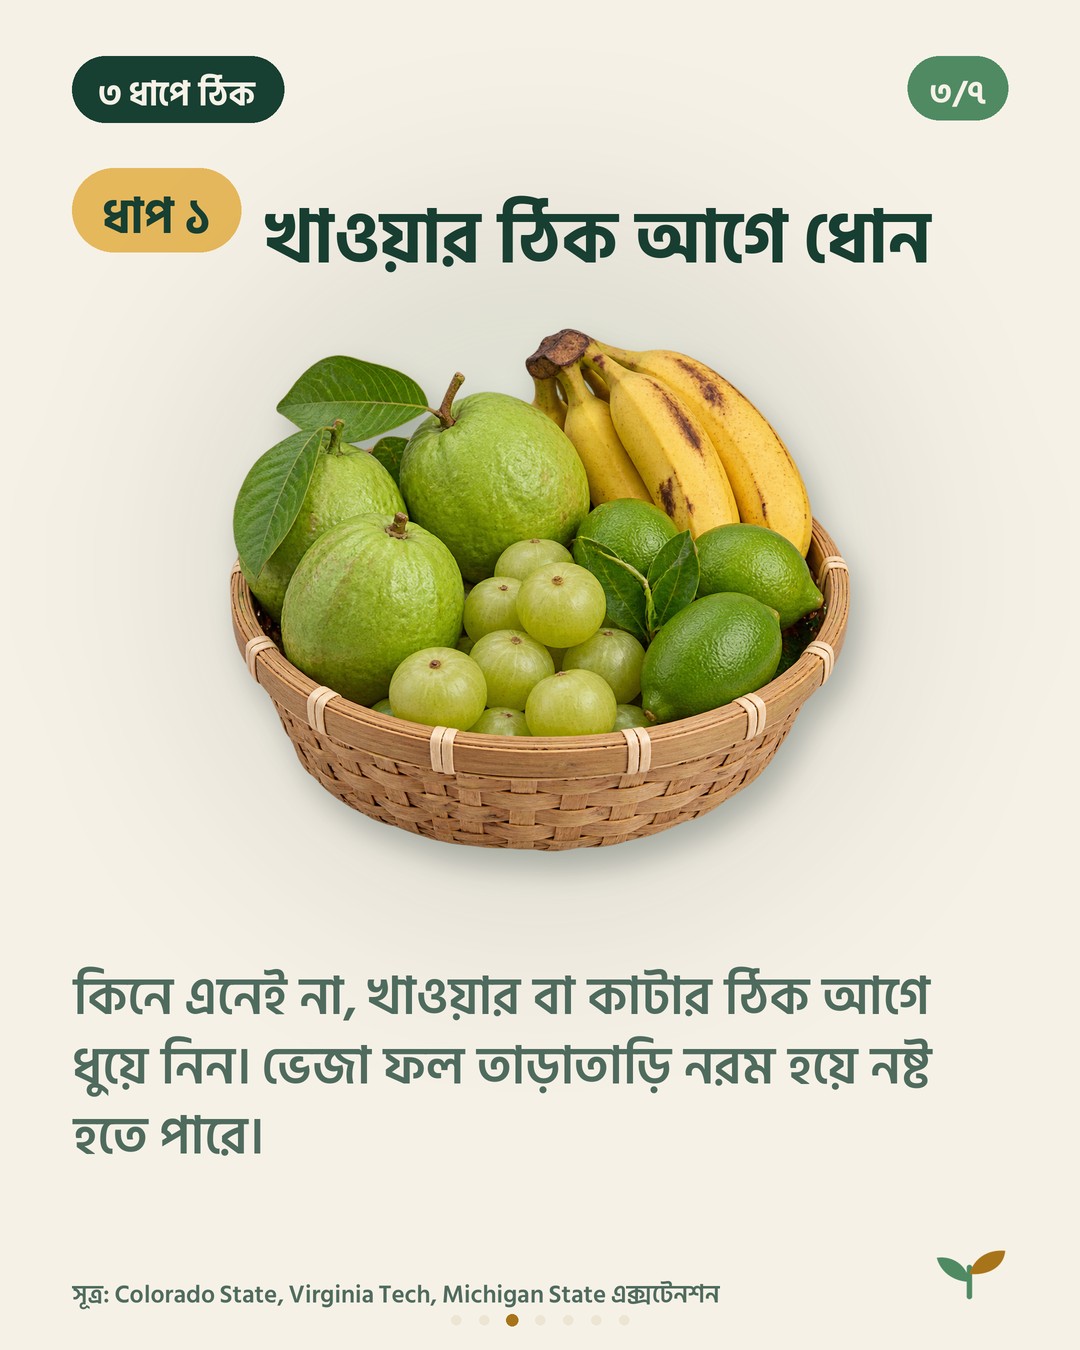 ৩ ধাপে ঠিক
৩/৭
ধাপ ১
খাওয়ার ঠিক আগে ধোন
কিনে এনেই না, খাওয়ার বা কাটার ঠিক আগে
ধুয়ে নিন। ভেজা ফল তাড়াতাড়ি নরম হয়ে নষ্ট
হতে পারে।
সূত্র: Colorado State, Virginia Tech, Michigan State এক্সটেনশন